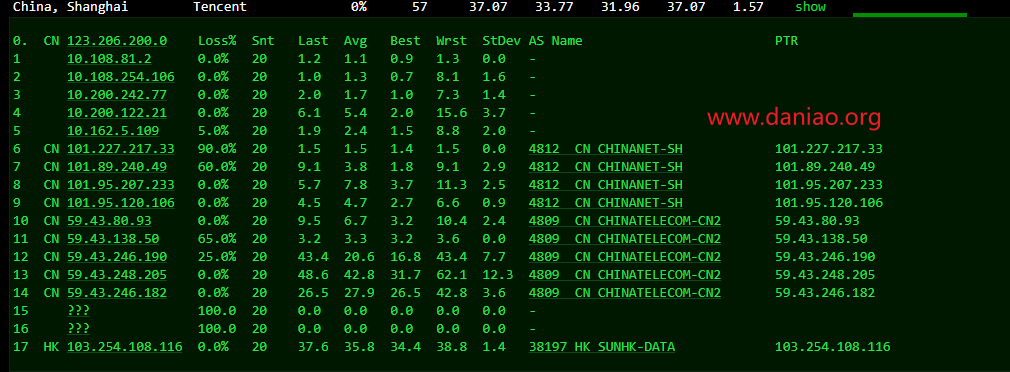 China, Shanghai Tencent 0% 57 37.07 33.77 31.96 37.07 1.57 show
0. CN 123.206.200.0 Loss% Snt Last Avg Best Wrst StDev AS Name PTR
1 10.108.81.2 0.0% 20 1.2 1.1 0.9 1.3 0.0 -
2 10.108.254.106 0.0% 20 1.0 1.3 0.7 8.1 1.6 -
3 10.200.242.77 0.0% 20 2.0 1.7 1.0 7.3 1.4 -
4 10.200.122.21 0.0% 20 6.1 5.4 2.0 15.6 3.7 -
www.daniao.org
5 10.162.5.109 5.0% 20 1.9 2.4 1.5 8.8 2.0 -
6 CN 101.227.217.33 90.0% 20 1.5 1.5 1.4 1.5 0.0 4812 CN CHINANET-SH 101.227.217.33
7 CN 101.89.240.49 60.0% 20 9.1 3.8 1.8 9.1 2.9 4812 CN CHINANET-SH 101.89.240.49
8 CN 101.95.207.233 0.0% 20 5.7 7.8 3.7 11.3 2.5 4812 CN CHINANET-SH 101.95.207.233
9 CN 101.95.120.106 0.0% 20 4.5 4.7 2.7 6.6 0.9 4812 CN CHINANET-SH 101.95.120.106
10 CN 59.43.80.93 0.0% 20 9.5 6.7 3.2 10.4 2.4 4809 CN CHINATELECOM-CN2 59.43.80.93
11 CN 59.43.138.50 65.0% 20 3.2 3.3 3.2 3.6 0.0 4809 CN CHINATELECOM-CN2 59.43.138.50
12 CN 59.43.246.190 25.0% 20 43.4 20.6 16.8 43.4 7.7 4809 CN CHINATELECOM-CN2 59.43.246.190
13 CN 59.43.248.205 0.0% 20 48.6 42.8 31.7 62.1 12.3 4809 CN CHINATELECOM-CN2 59.43.248.205
14 CN 59.43.246.182 0.0% 20 26.5 27.9 26.5 42.8 3.6 4809 CN CHINATELECOM-CN2 59.43.246.182
15 ??? 100.0 20 0.0 0.0 0.0 0.0 0.0 -
16 ??? 100.0 20 0.0 0.0 0.0 0.0 0.0 -
17 HK 103.254.108.116 0.0% 20 37.6 35.8 34.4 38.8 1.4 38197 HK SUNHK-DATA 103.254.108.116